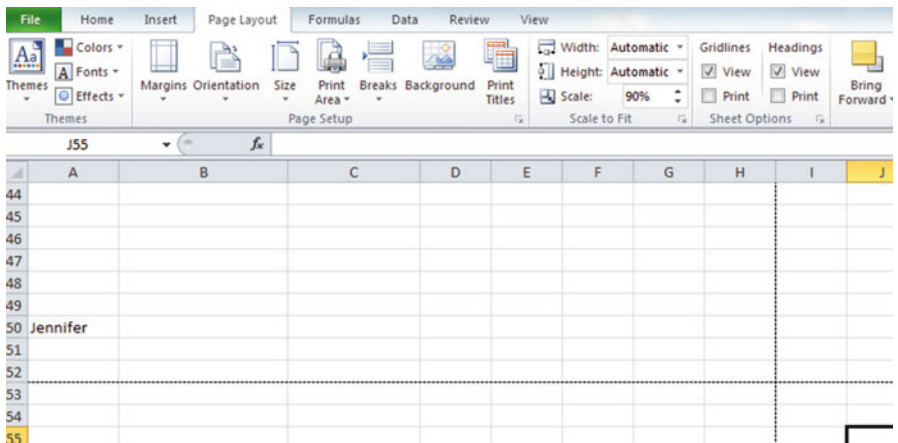 File Home Insert Page Layout Formulas Data Review View
Colors Width: Automatic Gridlines Headings
Aa A Fonts Height: Automatic View View
Themes Effects Margins Orientation Size Print Area Breaks Background Print Titles Scale: 90% Print Print Bring Forward
Themes Page Setup Scale to Fit Sheet Options
J55 fx
A B C D E F G H I J
44
45
46
47
48
49
50 Jennifer
51
52
53
54
55